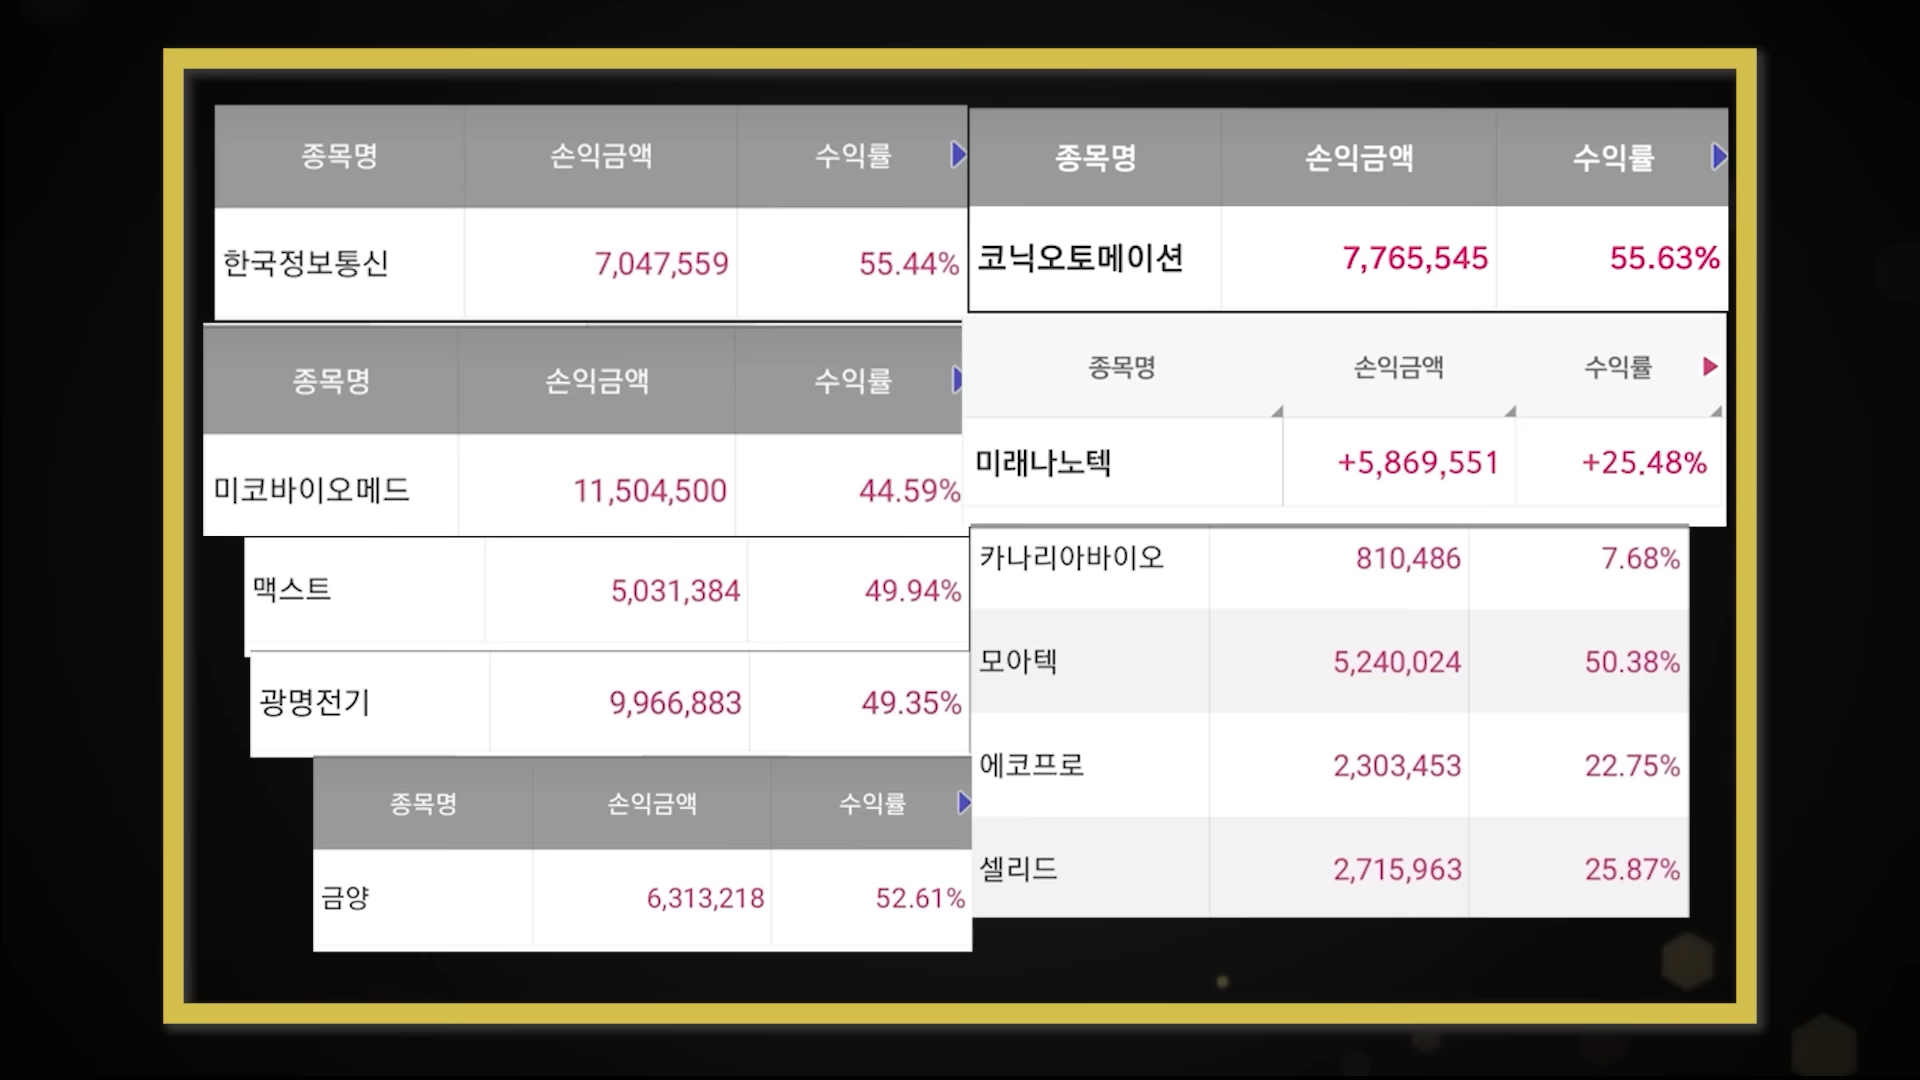 종목명 손익금액 수익률
한국정보통신 7,047,559 55.44%
종목명 손익금액 수익률
미코바이오메드 11,504,500 44.59%
맥스트 5,031,384 49.94%
광명전기 9,966,883 49.35%
종목명 손익금액 수익률
금양 6,313,218 52.61%
종목명 손익금액 수익률
코닉오토메이션 7,765,545 55.63%
종목명 손익금액 수익률
미래나노텍 +5,869,551 +25.48%
카나리아바이오 810,486 7.68%
모아텍 5,240,024 50.38%
에코프로 2,303,453 22.75%
셀리드 2,715,963 25.87%